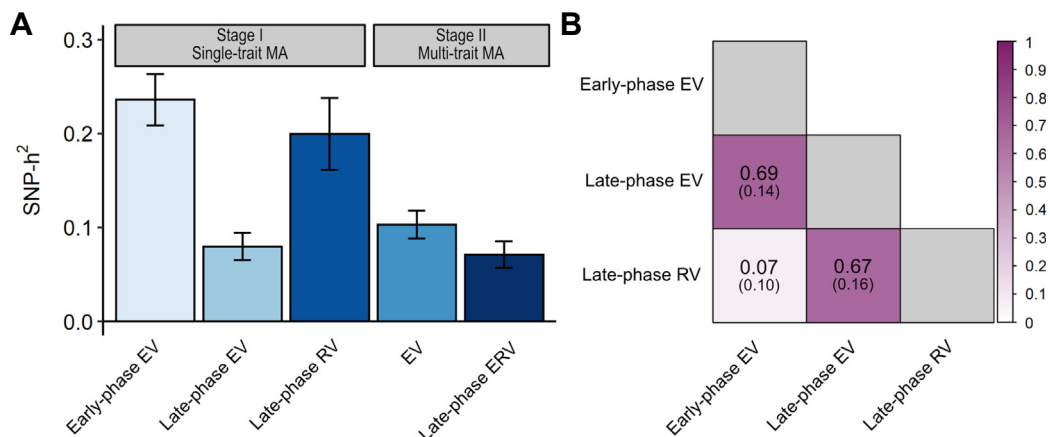 A
SNP-h²
0.3
0.2
0.1
0.0
Stage I
Single-trait MA
Stage II
Multi-trait MA
Early-phase EV
Late-phase EV
Late-phase RV
EV
Late-phase ERV
B
Early-phase EV
Late-phase EV
Late-phase RV
0.69
(0.14)
0.07
(0.10)
0.67
(0.16)
Early-phase EV
Late-phase EV
Late-phase RV
1
0.9
0.8
0.7
0.6
0.5
0.4
0.3
0.2
0.1
0